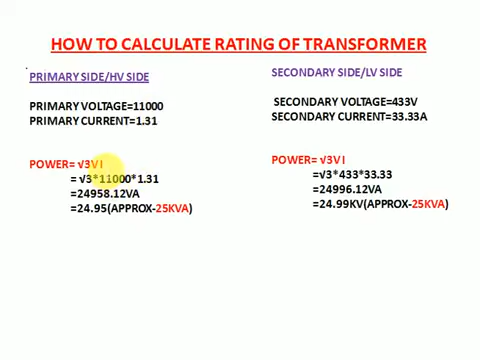 HOW TO CALCULATE RATING OF TRANSFORMER
PRIMARY SIDE/HV SIDE
PRIMARY VOLTAGE=11000
PRIMARY CURRENT=1.31
POWER= √3V I
= √3*11000*1.31
=24958.12VA
=24.95(APPROX-25KVA)
SECONDARY SIDE/LV SIDE
SECONDARY VOLTAGE=433V
SECONDARY CURRENT=33.33A
POWER= √3V I
=√3*433*33.33
=24996.12VA
=24.99KV(APPROX-25KVA)